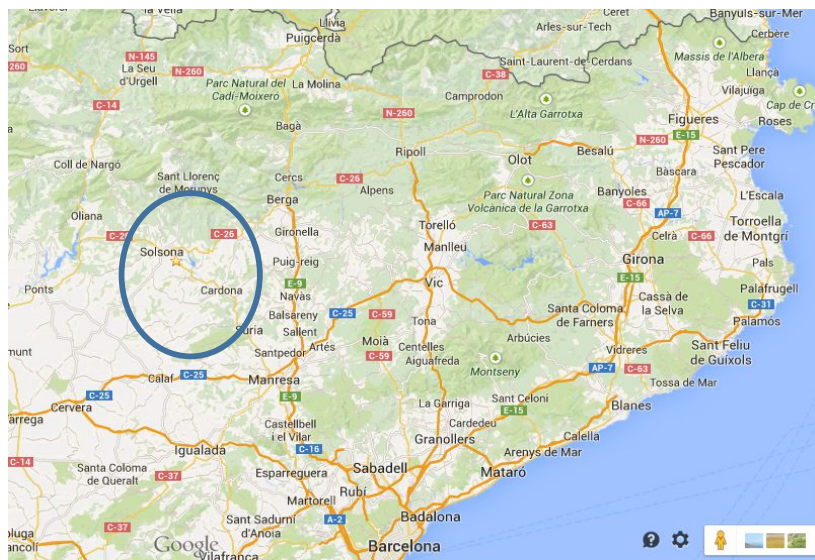 Llívia
Ceret
Banyuls-sur-Mer
la Vella
Puigcerdà
Arles-sur-Tech
Cerbère
Sort
N-145
Saint-Laurent-de-Cerdans
Massis de l'Albera
260
La Seu
d'Urgell
N-260
La Molina
C-38
Llançà
Parc Natural del
Cadí-Moixeró
Camprodon
Vilajuïga
C-14
L'Alta Garrotxa
Cap de Cr
N-260
Figueres
Roses
Bagà
E-15
Ripoll
N-260
Olot
Besalú
Sant Pere
Pescador
Coll de Nargó
Sant Llorenç
de Morunys
Cercs
C-26
Alpens
Bàscara
Parc Natural Zona
Volcànica de la Garrotxa
Banyoles
L'Escala
Berga
C-66
Oliana
AP-7
Torroella
de Montgrí
C-26
Gironella
Torelló
C-63
Celrà
C-66
Solsona
Manlleu
Puig-reig
Girona
Pals
E-9
Vic
E-15
Ponts
Cardona
Navàs
Palafrugell
Cassà de
la Selva
C-31
Balsareny
C-25
C-59
Santa Coloma
de Farners
Palamós
Súria
Sallent
Tona
Arbúcies
Artés
Moià
Centelles
Vidreres
Sant Feliu
de Guíxols
Santpedor
C-59
Aiguafreda
Montseny
AP-7
C-63
Calaf
C-25
Manresa
Tossa de Mar
C-25
E-9
La Garriga
Sant Celoni
Blanes
Cervera
E-15
àrrega
Castellbell
i el Vilar
Cardedeu
Calella
Igualada
C-16
Granollers
Arenys de Mar
C-14
Santa Coloma
de Queralt
C-37
Esparreguera
Sabadell
Mataró
Martorell
Rubí
C-37
Sant Sadurní
d'Anoia
A-2
Badalona
Google
Vilafranca
Barcelona